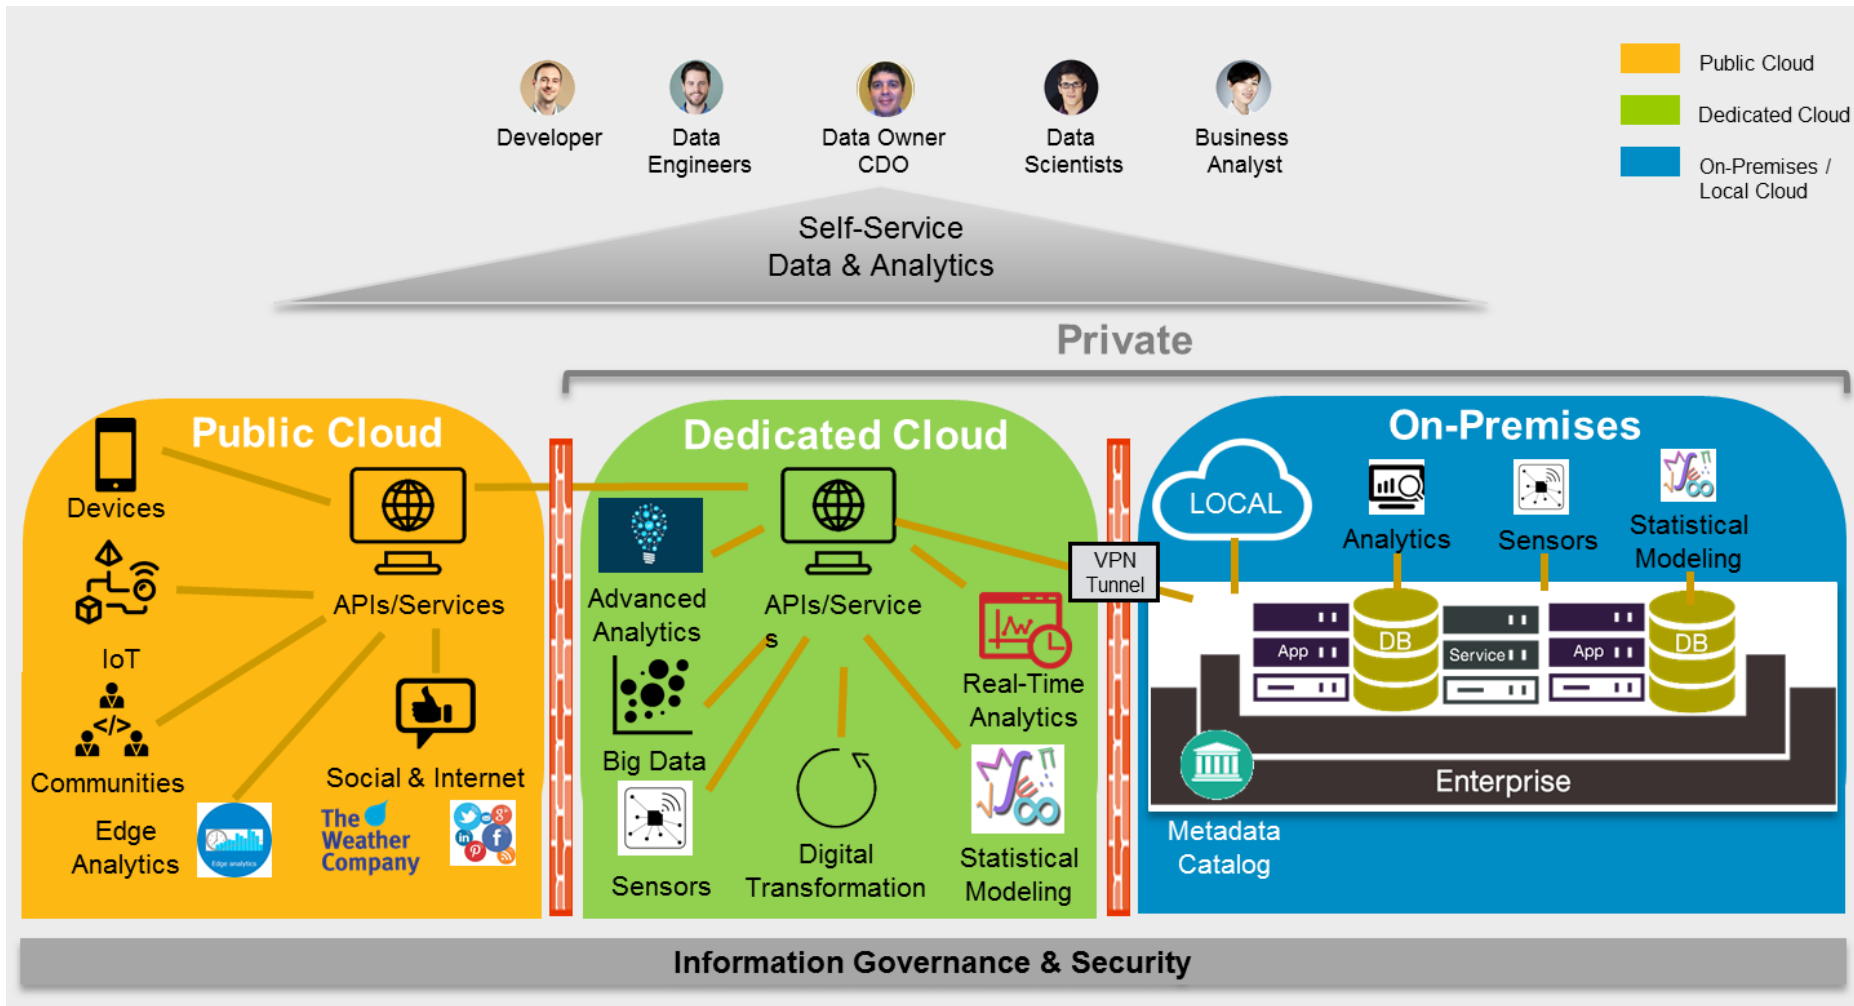 Developer
Data
Engineers
Data Owner
CDO
Data
Scientists
Business
Analyst
Public Cloud
Dedicated Cloud
On-Premises /
Local Cloud
Self-Service
Data & Analytics
Private
Public Cloud
Devices
APIs/Services
IoT
Communities
</>
Social & Internet
Edge
Analytics
Edge analytics
The
Weather
Company
Dedicated Cloud
Advanced
Analytics
APIs/Service
s
Big Data
Real-Time
Analytics
Sensors
Digital
Transformation
Statistical
Modeling
VPN
Tunnel
On-Premises
LOCAL
Analytics
Sensors
Statistical
Modeling
App
DB
Service
App
DB
Enterprise
Metadata
Catalog
Information Governance & Security